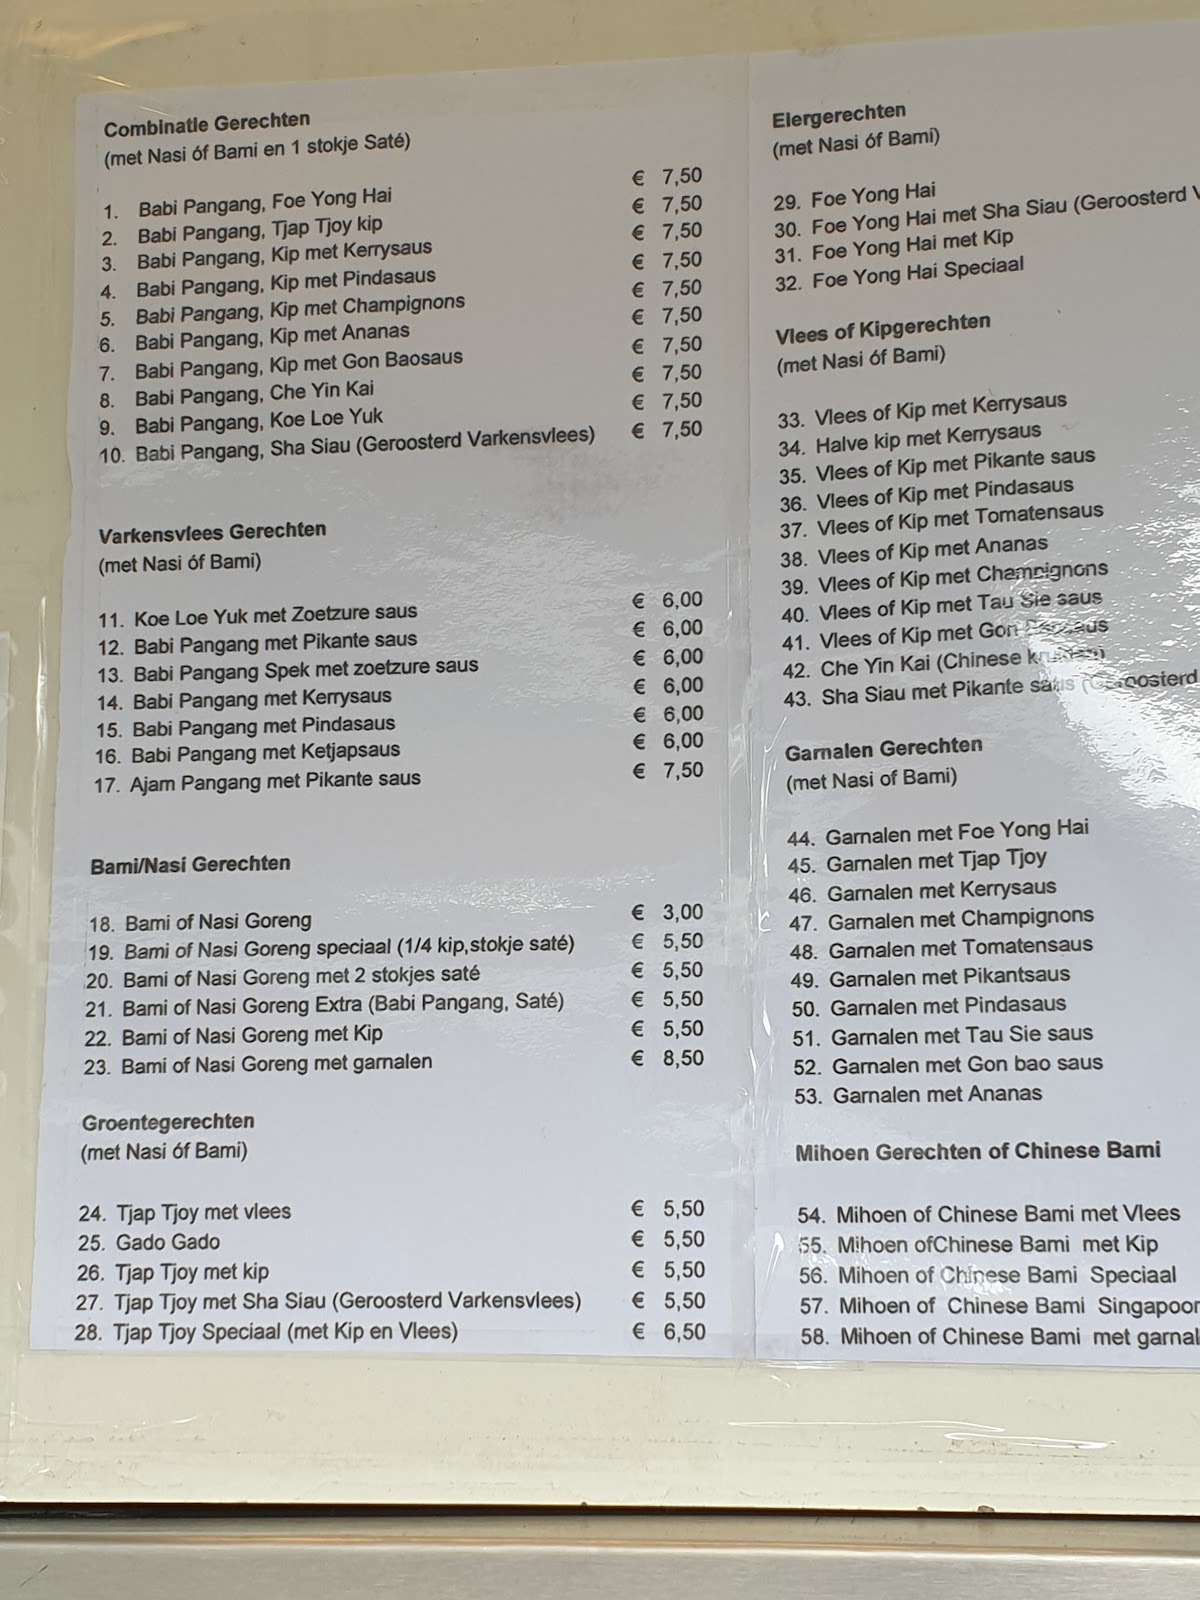 Combinatie Gerechten
(met Nasi óf Bami en 1 stokje Saté)
1. Babi Pangang, Foe Yong Hai € 7,50
2. Babi Pangang, Tjap Tjoy kip € 7,50
3. Babi Pangang, Kip met Kerrysaus € 7,50
4. Babi Pangang, Kip met Pindasaus € 7,50
5. Babi Pangang, Kip met Champignons € 7,50
6. Babi Pangang, Kip met Ananas € 7,50
7. Babi Pangang, Kip met Gon Baosaus € 7,50
8. Babi Pangang, Che Yin Kai € 7,50
9. Babi Pangang, Koe Loe Yuk € 7,50
10. Babi Pangang, Sha Siau (Geroosterd Varkensvlees) € 7,50
Varkensvlees Gerechten
(met Nasi óf Bami)
11. Koe Loe Yuk met Zoetzure saus € 6,00
12. Babi Pangang met Pikante saus € 6,00
13. Babi Pangang Spek met zoetzure saus € 6,00
14. Babi Pangang met Kerrysaus € 6,00
15. Babi Pangang met Pindasaus € 6,00
16. Babi Pangang met Ketjapsaus € 6,00
17. Ajam Pangang met Pikante saus € 7,50
Bami/Nasi Gerechten
18. Bami of Nasi Goreng € 3,00
19. Bami of Nasi Goreng speciaal (1/4 kip,stokje saté) € 5,50
20. Bami of Nasi Goreng met 2 stokjes saté € 5,50
21. Bami of Nasi Goreng Extra (Babi Pangang, Saté) € 5,50
22. Bami of Nasi Goreng met Kip € 5,50
23. Bami of Nasi Goreng met garnalen € 8,50
Groentegerechten
(met Nasi óf Bami)
24. Tjap Tjoy met vlees € 5,50
25. Gado Gado € 5,50
26. Tjap Tjoy met kip € 5,50
27. Tjap Tjoy met Sha Siau (Geroosterd Varkensvlees) € 5,50
28. Tjap Tjoy Speciaal (met Kip en Vlees) € 6,50
Eiergerechten
(met Nasi óf Bami)
29. Foe Yong Hai
30. Foe Yong Hai met Sha Siau (Geroosterd V
31. Foe Yong Hai met Kip
32. Foe Yong Hai Speciaal
Vlees of Kipgerechten
(met Nasi óf Bami)
33. Vlees of Kip met Kerrysaus
34. Halve kip met Kerrysaus
35. Vlees of Kip met Pikante saus
36. Vlees of Kip met Pindasaus
37. Vlees of Kip met Tomatensaus
38. Vlees of Kip met Ananas
39. Vlees of Kip met Champignons
40. Vlees of Kip met Tau Sie saus
41. Vlees of Kip met Gon Baosaus
42. Che Yin Kai (Chinese kruiden)
43. Sha Siau met Pikante saus (Geroosterd
Garnalen Gerechten
(met Nasi of Bami)
44. Garnalen met Foe Yong Hai
45. Garnalen met Tjap Tjoy
46. Garnalen met Kerrysaus
47. Garnalen met Champignons
48. Garnalen met Tomatensaus
49. Garnalen met Pikantsaus
50. Garnalen met Pindasaus
51. Garnalen met Tau Sie saus
52. Garnalen met Gon bao saus
53. Garnalen met Ananas
Mihoen Gerechten of Chinese Bami
54. Mihoen of Chinese Bami met Vlees
55. Mihoen ofChinese Bami met Kip
56. Mihoen of Chinese Bami Speciaal
57. Mihoen of Chinese Bami Singapoor
58. Mihoen of Chinese Bami met garnal